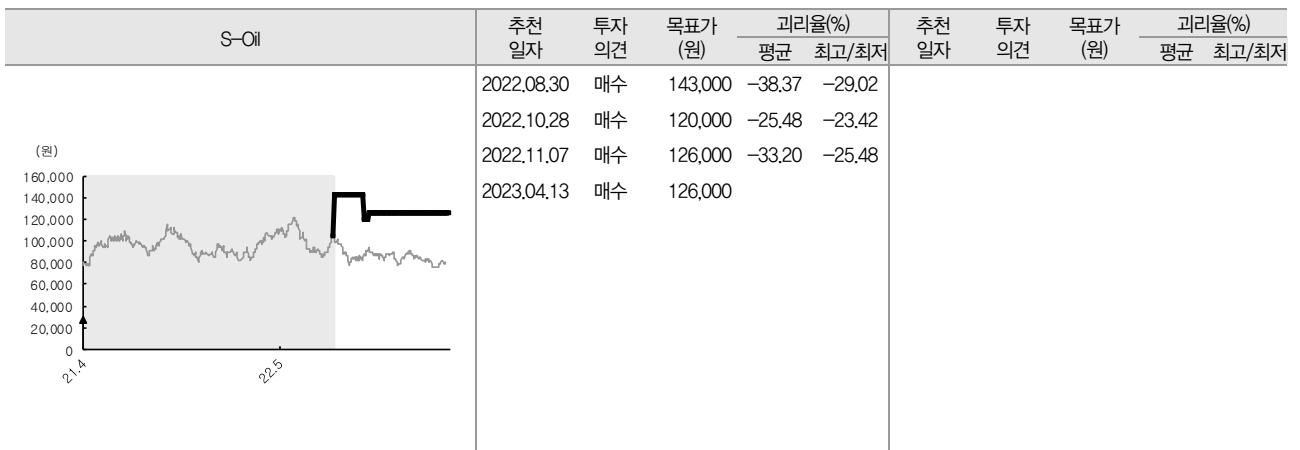 S-Oil
추천 일자 투자 의견 목표가 (원) 괴리율(%) 평균 최고/최저 추천 일자 투자 의견 목표가 (원) 괴리율(%) 평균 최고/최저
2022.08.30 매수 143,000 -38.37 -29.02
2022.10.28 매수 120,000 -25.48 -23.42
2022.11.07 매수 126,000 -33.20 -25.48
2023.04.13 매수 126,000
(원)
160,000
140,000
120,000
100,000
80,000
60,000
40,000
20,000
0
21.4 22.5